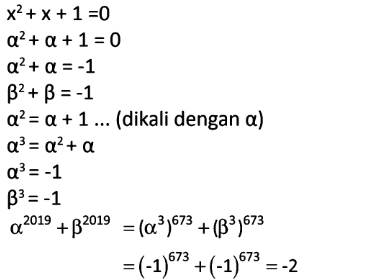 x² + x + 1 =0
α² + α + 1 = 0
α² + α = -1
β² + β = -1
α² = α + 1 ... (dikali dengan α)
α³ = α² + α
α³ = -1
β³ = -1
α²⁰¹⁹ + β²⁰¹⁹ = (α³)⁶⁷³ + (β³)⁶⁷³
= (-1)⁶⁷³ + (-1)⁶⁷³ = -2